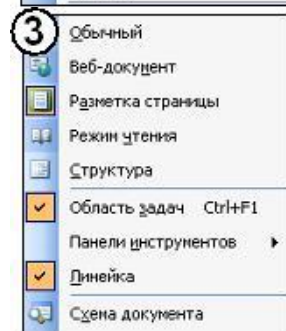 3
Обычный
Веб-документ
Разметка страницы
Режим чтения
Структура
Область задач Ctrl+F1
Панели инструментов
Линейка
Схема документа